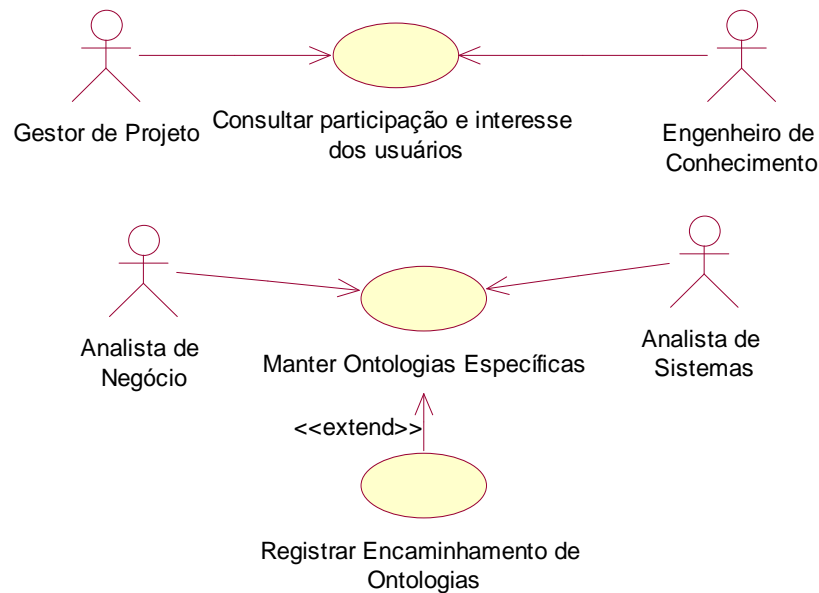 Gestor de Projeto
Consultar participação e interesse
dos usuários
Engenheiro de
Conhecimento
Analista de
Negócio
Manter Ontologias Específicas
Analista de
Sistemas
<<extend>>
Registrar Encaminhamento de
Ontologias